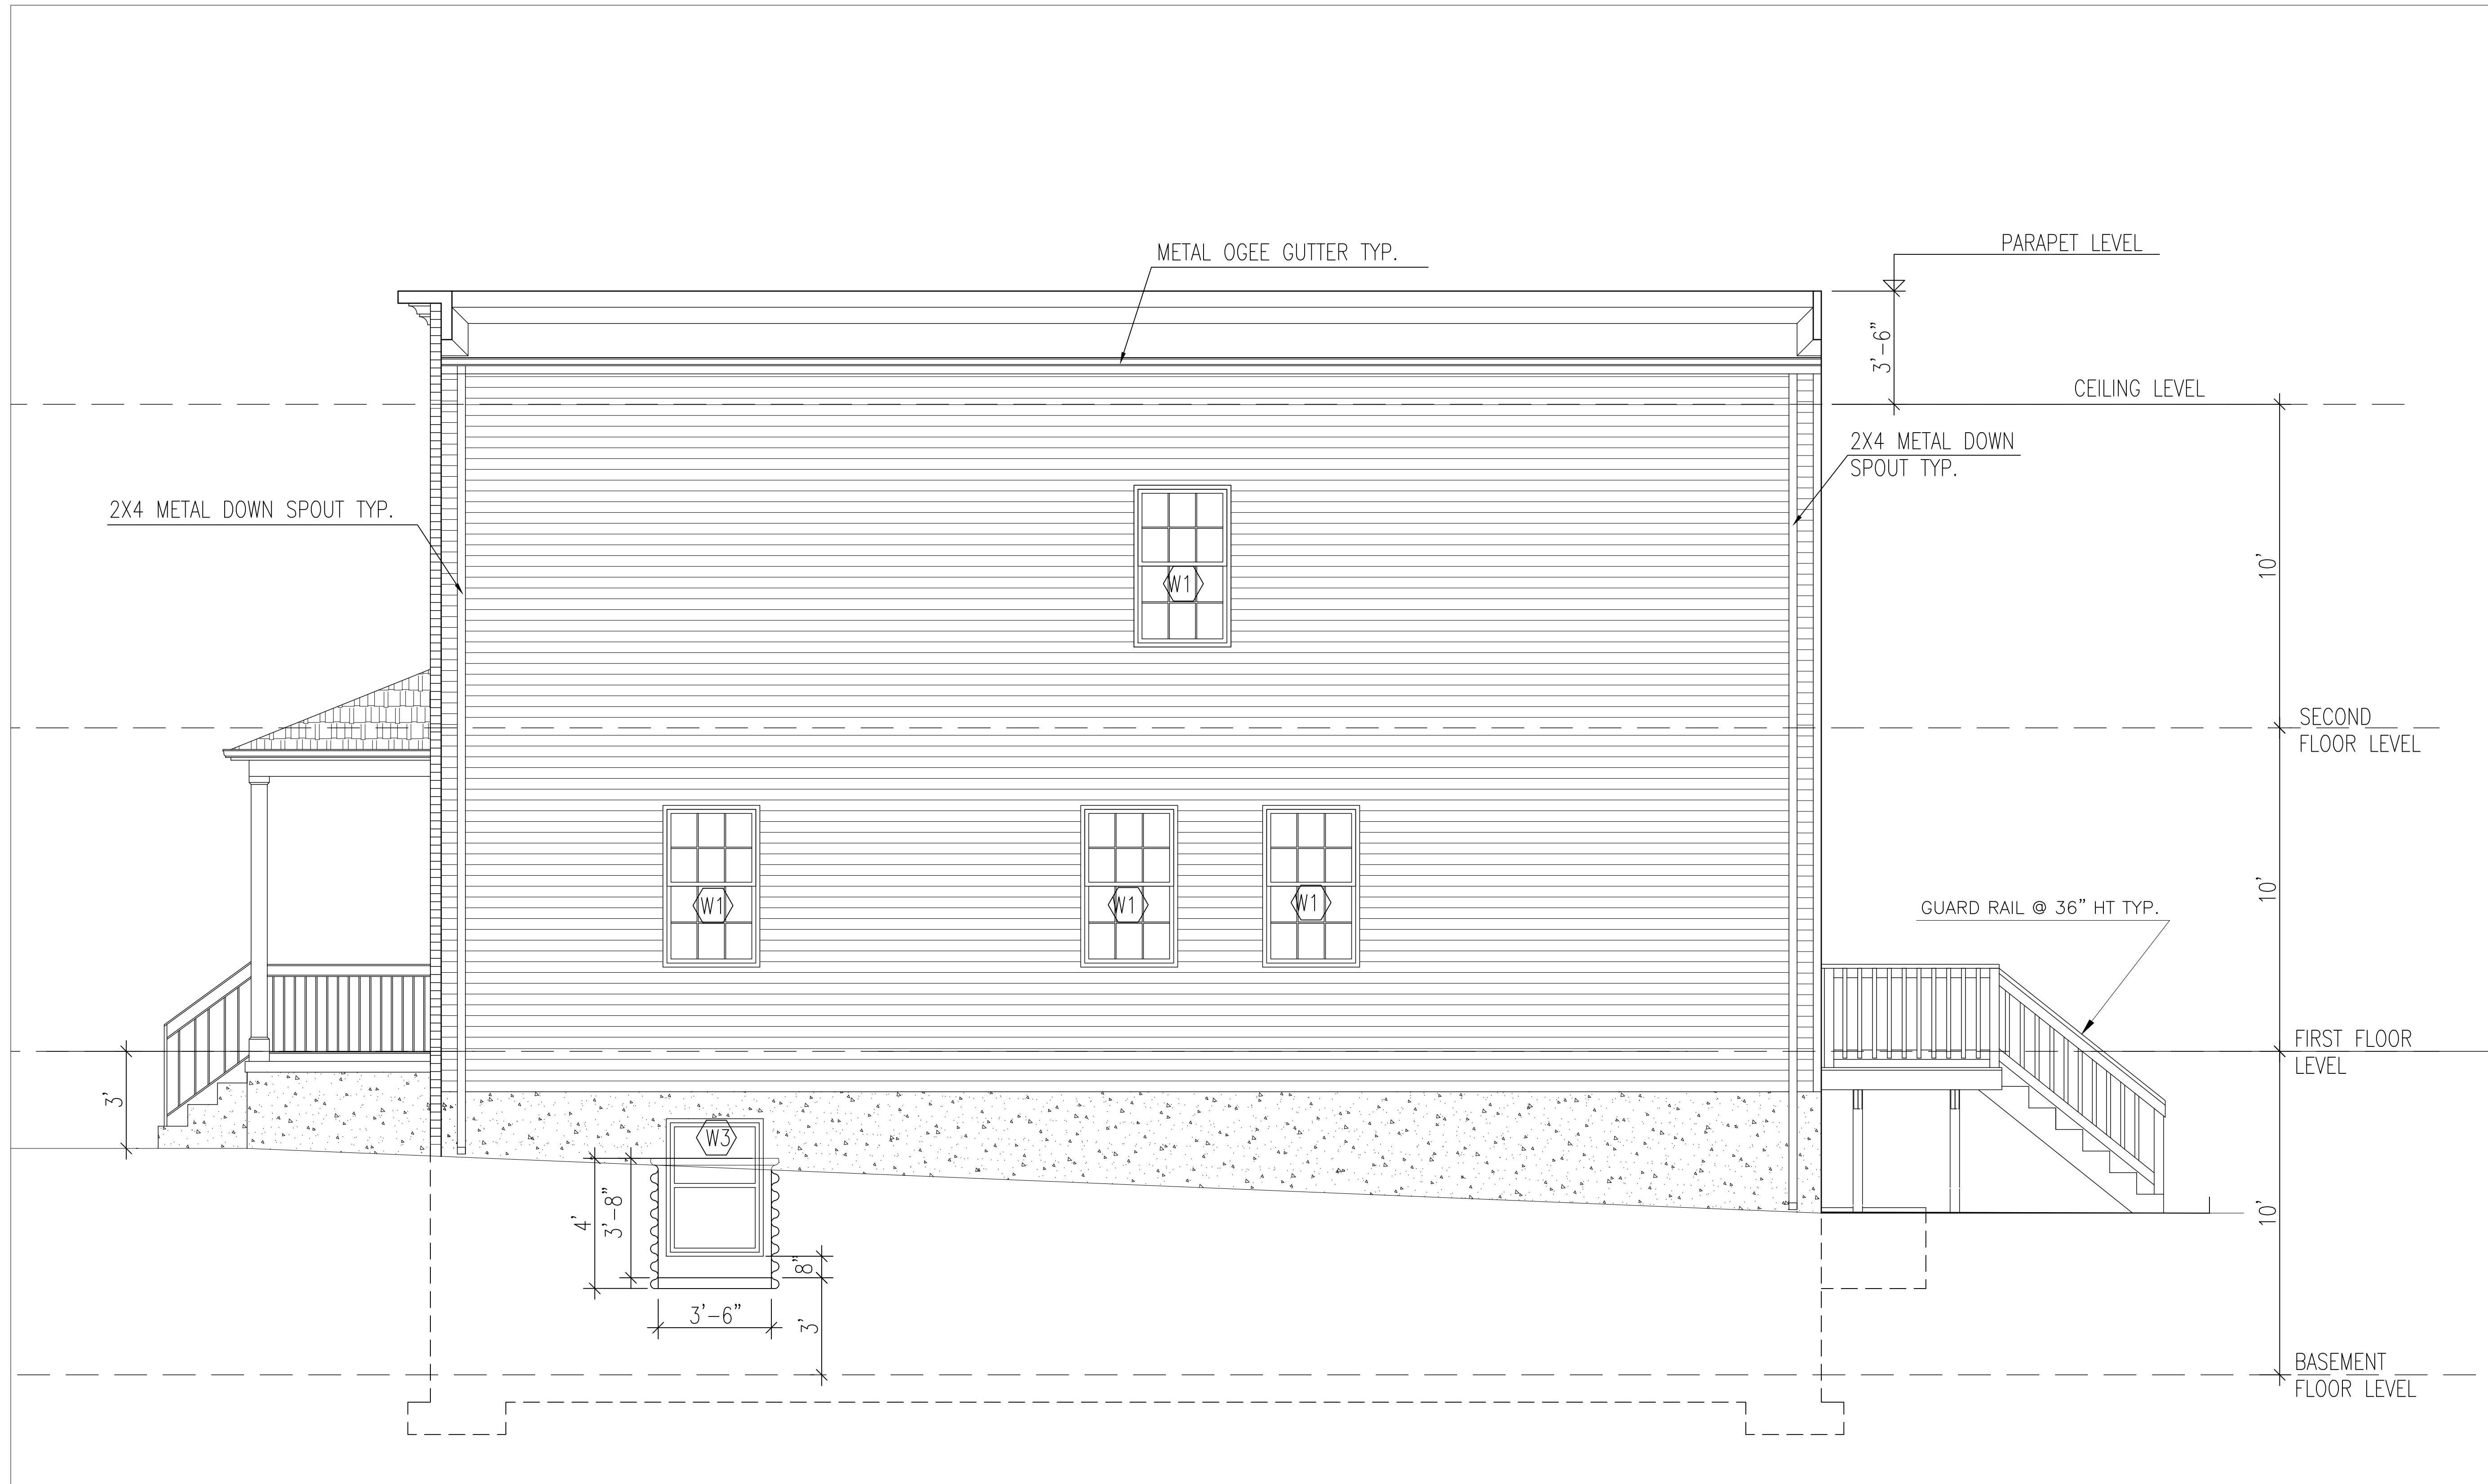 METAL OGEE GUTTER TYP.
PARAPET LEVEL
3'-6"
CEILING LEVEL
2X4 METAL DOWN
SPOUT TYP.
2X4 METAL DOWN SPOUT TYP.
10'
W1
SECOND
FLOOR LEVEL
10'
W1
W1
W1
GUARD RAIL @ 36" HT TYP.
FIRST FLOOR
LEVEL
3'
W3
4'
3'-8"
8"
10'
3'-6"
3'
BASEMENT
FLOOR LEVEL